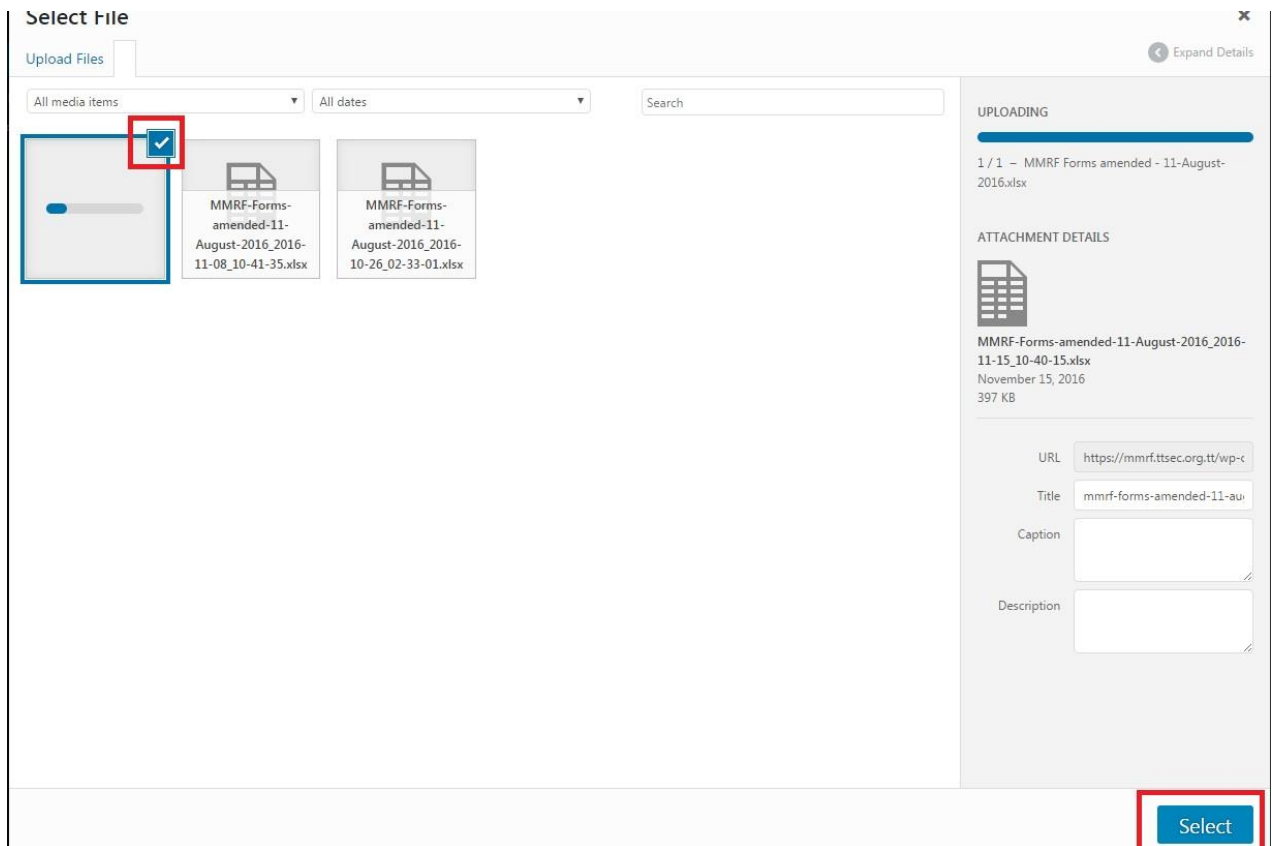 Select File
Upload Files
Expand Details
All media items
All dates
Search
MMRF-Forms-
amended-11-
August-2016_2016-
11-08_10-41-35.xlsx
MMRF-Forms-
amended-11-
August-2016_2016-
10-26_02-33-01.xlsx
UPLOADING
1 / 1 – MMRF Forms amended - 11-August-
2016.xlsx
ATTACHMENT DETAILS
MMRF-Forms-amended-11-August-2016_2016-
11-15_10-40-15.xlsx
November 15, 2016
397 KB
URL https://mmrf.ttsec.org.tt/wp-c
Title mmrf-forms-amended-11-au
Caption
Description
Select